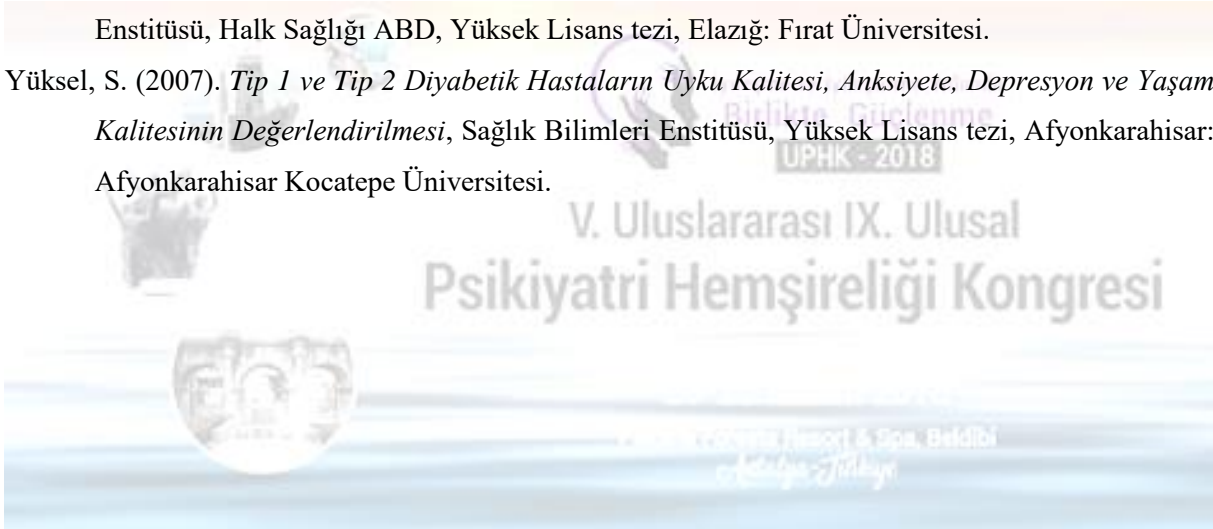 Enstitüsü, Halk Sağlığı ABD, Yüksek Lisans tezi, Elazığ: Fırat Üniversitesi.
Yüksel, S. (2007). Tip 1 ve Tip 2 Diyabetik Hastaların Uyku Kalitesi, Anksiyete, Depresyon ve Yaşam
Birlikte Güçlenme
Kalitesinin Değerlendirilmesi, Sağlık Bilimleri Enstitüsü, Yüksek Lisans tezi, Afyonkarahisar:
UPHK - 2018
Afyonkarahisar Kocatepe Üniversitesi.
V. Uluslararası IX. Ulusal
Psikiyatri Hemşireliği Kongresi
Resort & Spa, Beldibi
Antalya-Türkiye